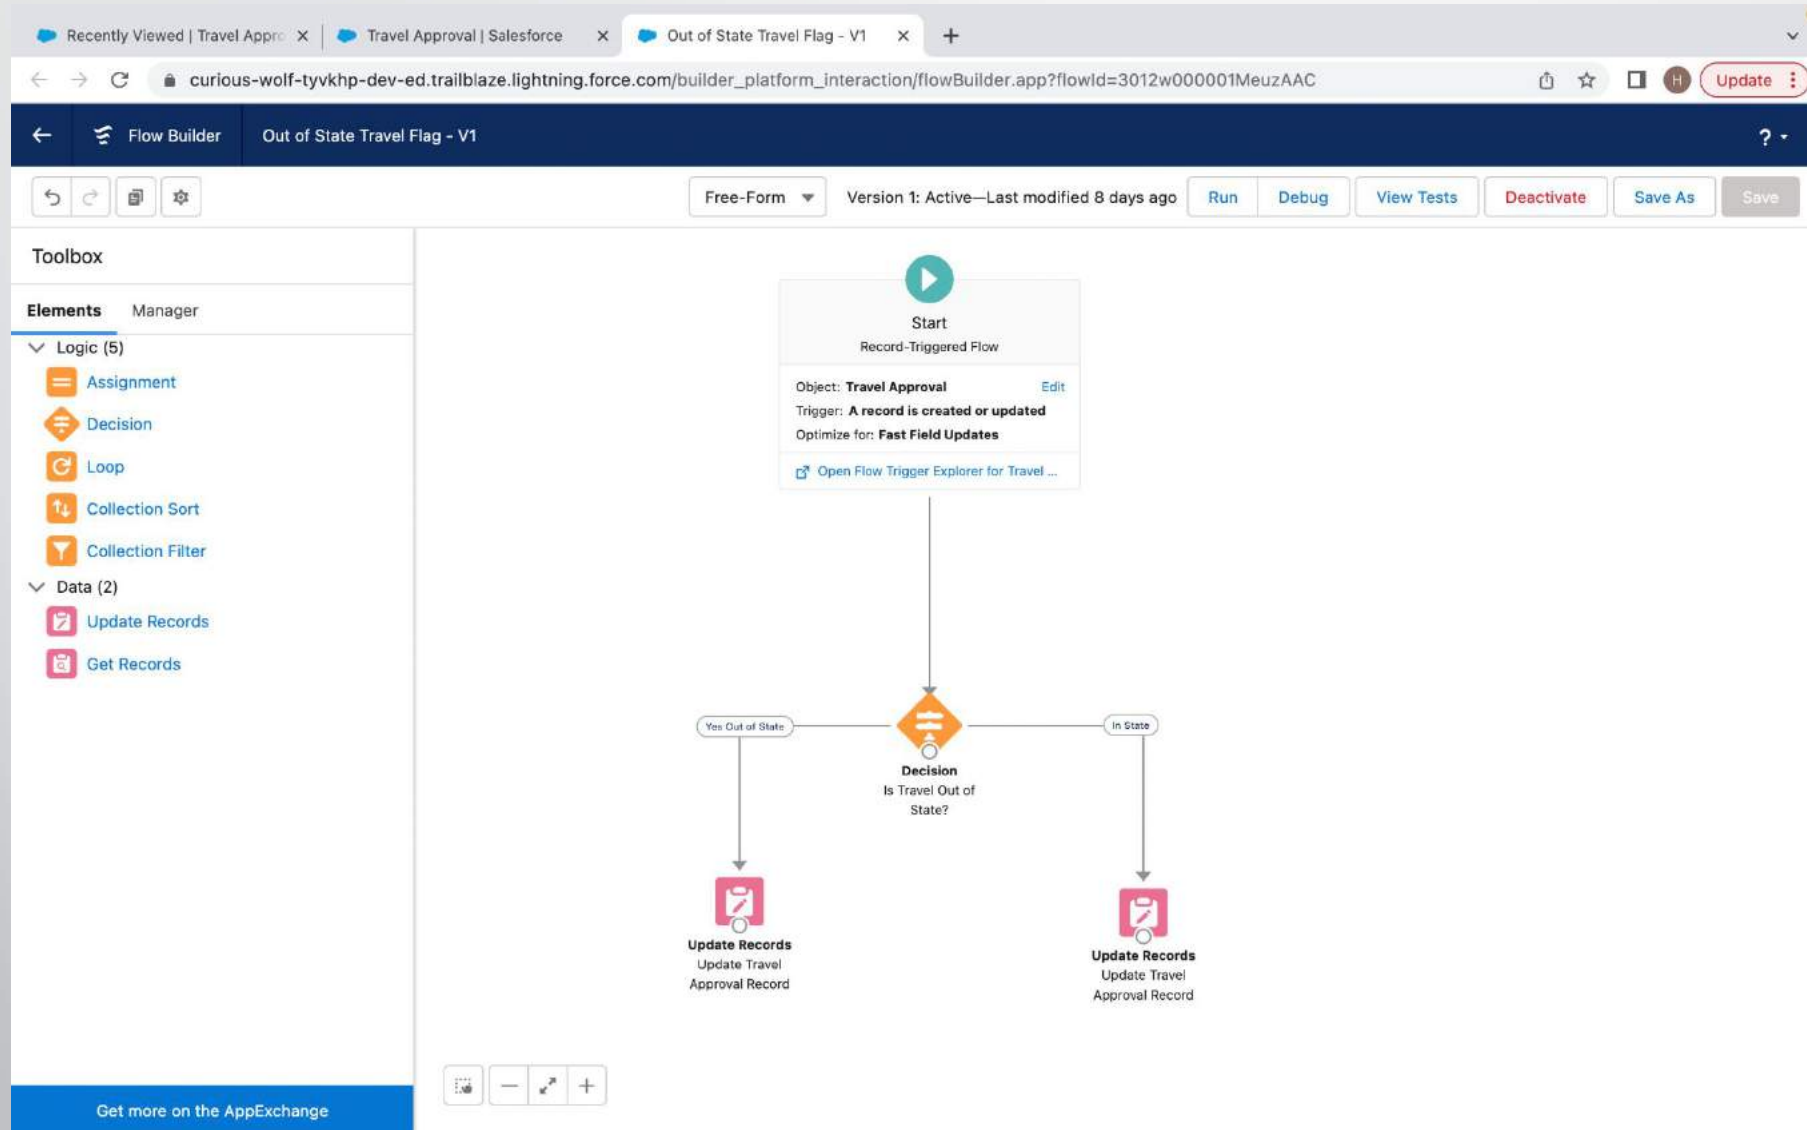 Recently Viewed | Travel Appro
Travel Approval | Salesforce
Out of State Travel Flag - V1
curious-wolf-tyvkhp-dev-ed.trailblaze.lightning.force.com/builder_platform_interaction/flowBuilder.app?flowId=3012w000001MeuzAAC
H
Update
Flow Builder
Out of State Travel Flag - V1
?
Free-Form
Version 1: Active—Last modified 8 days ago
Run
Debug
View Tests
Deactivate
Save As
Save
Toolbox
Elements
Manager
Logic (5)
Assignment
Decision
Loop
Collection Sort
Collection Filter
Data (2)
Update Records
Get Records
Get more on the AppExchange
Start
Record-Triggered Flow
Object: Travel Approval
Edit
Trigger: A record is created or updated
Optimize for: Fast Field Updates
Open Flow Trigger Explorer for Travel ...
Yes Out of State
In State
Decision
Is Travel Out of
State?
Update Records
Update Travel
Approval Record
Update Records
Update Travel
Approval Record